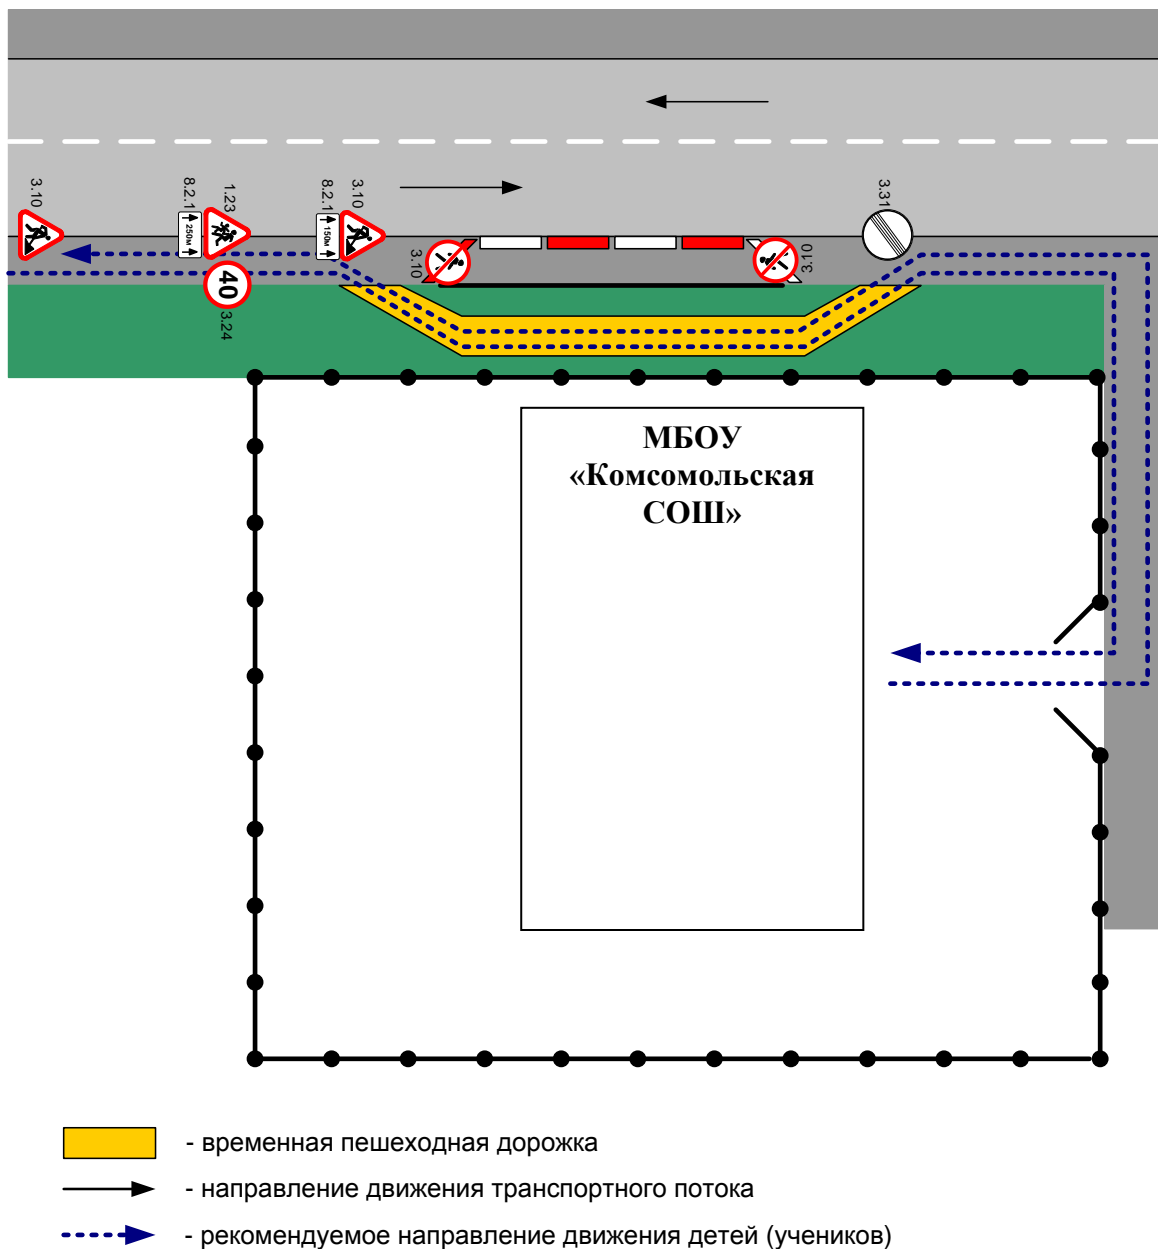 3.10
8.2.1
250м
1.23
40
3.24
8.2.1
150м
3.10
3.10
3.10
3.31
МБОУ
«Комсомольская
СОШ»
- временная пешеходная дорожка
- направление движения транспортного потока
- рекомендуемое направление движения детей (учеников)